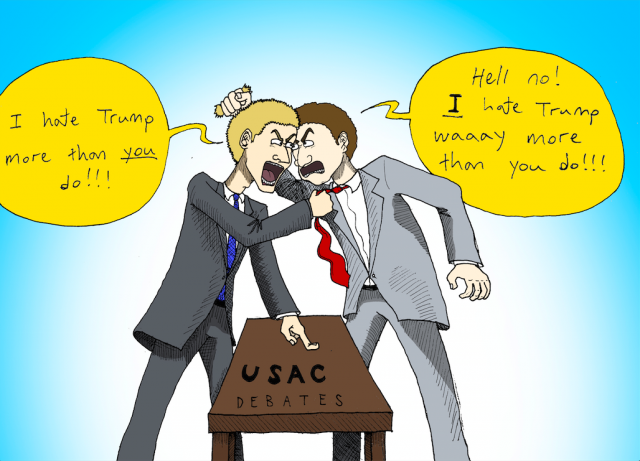 I hate Trump
more than you
do!!!
Hell no!
I hate Trump
waaay more
than you do!!!
USAC
DEBATES